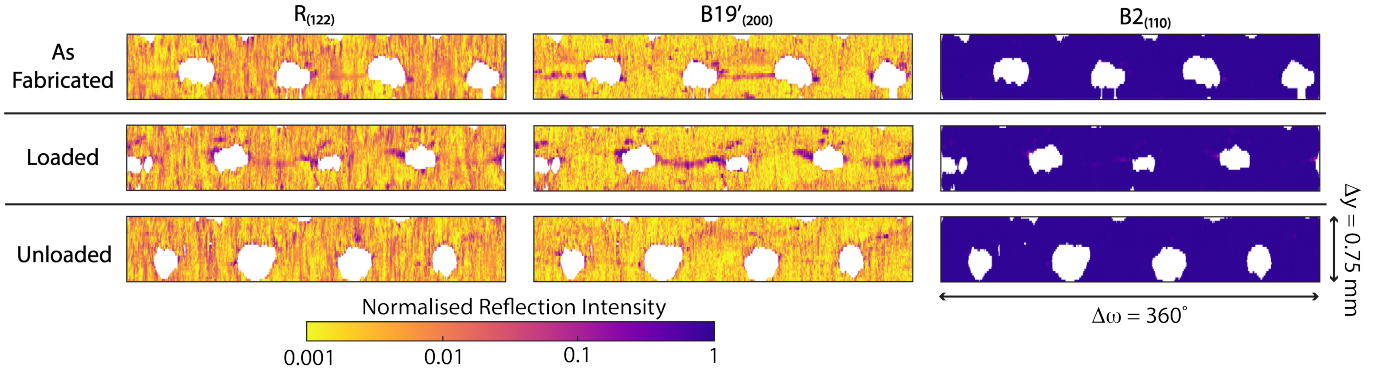 R(122) B19′(200) B2(110)
As
Fabricated
Loaded
Unloaded
Δy = 0.75 mm
Δω = 360°
Normalised Reflection Intensity
0.001 0.01 0.1 1